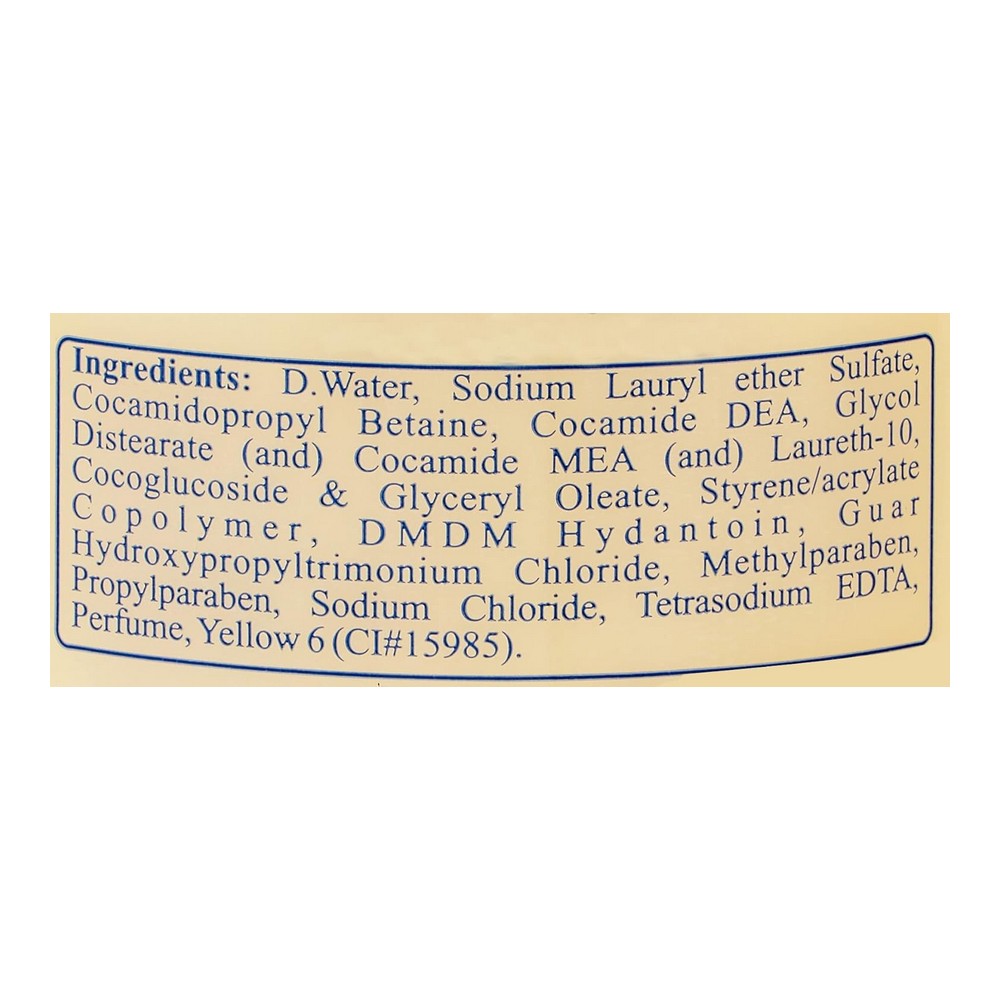 Ingredients: D.Water, Sodium Lauryl ether Sulfate,
Cocamidopropyl Betaine, Cocamide DEA, Glycol
Distearate (and) Cocamide MEA (and) Laureth-10,
Cocoglucoside & Glyceryl Oleate, Styrene/acrylate
Copolymer, DMDM Hydantoin, Guar
Hydroxypropyltrimonium Chloride, Methylparaben,
Propylparaben, Sodium Chloride, Tetrasodium EDTA,
Perfume, Yellow 6 (CI#15985).